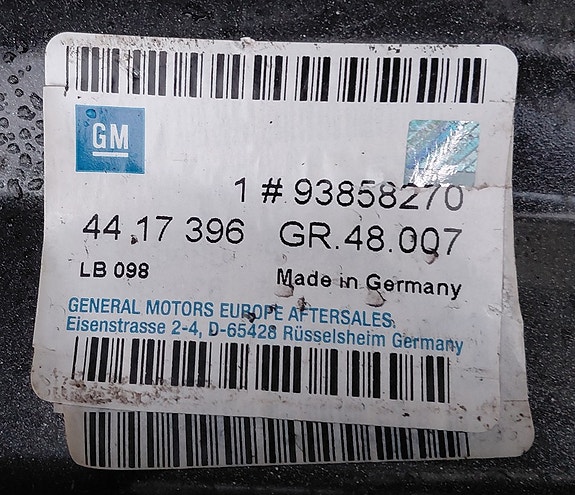 GM
1 # 93858270
44 17 396 GR.48.007
LB 098 Made in Germany
GENERAL MOTORS EUROPE AFTERSALES,
Eisenstrasse 2-4, D-65428 Rüsselsheim Germany